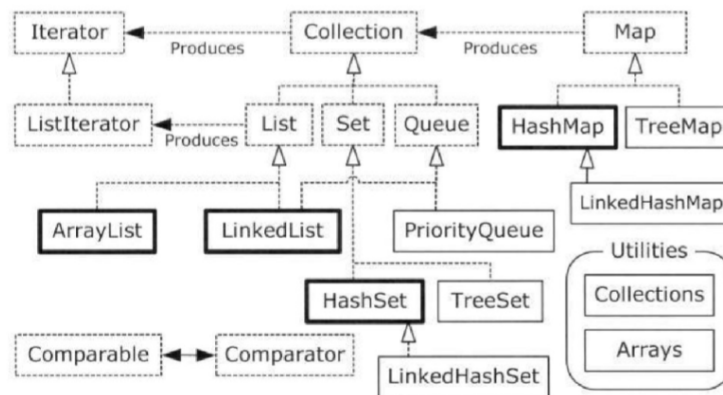 Iterator
Collection
Map
Produces
Produces
ListIterator
List
Set
Queue
HashMap
TreeMap
Produces
ArrayList
LinkedList
PriorityQueue
LinkedHashMap
Utilities
HashSet
TreeSet
Collections
Comparable
Comparator
Arrays
LinkedHashSet